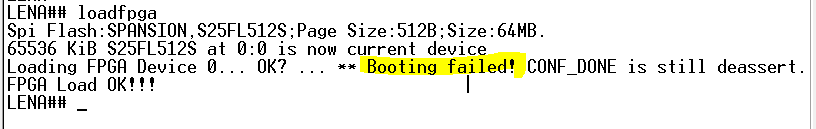 LENA## loadfpga
Spi Flash:SPANSION,S25FL512S;Page Size:512B;Size:64MB.
65536 KiB S25FL512S at 0:0 is now current device
Loading FPGA Device 0... OK? ... ** Booting failed! CONF_DONE is still deassert.
FPGA Load OK!!!
LENA## _